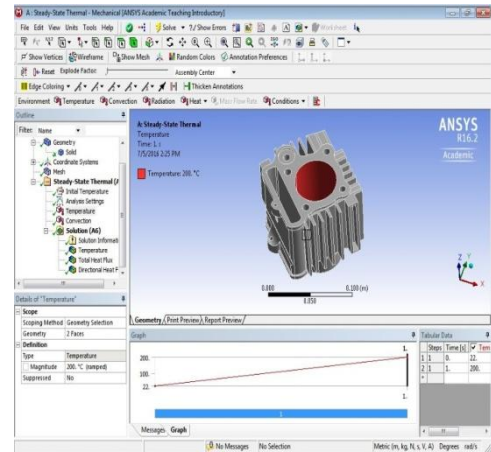 A : Steady-State Thermal - Mechanical [ANSYS Academic Teaching Introductory]
File Edit View Units Tools Help Solve ?/Show Errors Worksheet
Show Vertices Wireframe Show Mesh Random Colors Annotation Preferences
Reset Explode Factor: Assembly Center
Edge Coloring Thicken Annotations
Environment Temperature Convection Radiation Heat Mass Flow Rate Conditions
Outline
Filter: Name
Geometry
Solid
Coordinate Systems
Mesh
Steady-State Thermal (A
Initial Temperature
Analysis Settings
Temperature
Convection
Solution (A6)
Solution Informati
Temperature
Total Heat Flux
Directional Heat F
A: Steady-State Thermal
Temperature
Time: 1. s
7/5/2016 2:25 PM
Temperature: 200. °C
ANSYS
R16.2
Academic
Z
Y
X
0.000
0.050
0.100 (m)
Geometry Print Preview Report Preview
Details of "Temperature"
Scope
Scoping Method Geometry Selection
Geometry 2 Faces
Definition
Type Temperature
Magnitude 200. °C (ramped)
Suppressed No
Graph
200.
100.
22.
1.
1.
1
Messages Graph
Tabular Data
Steps Time [s] Tem
1 1 0. 22.
2 1 1. 200.
*
No Messages No Selection Metric (m, kg, N, s, V, A) Degrees rad/s